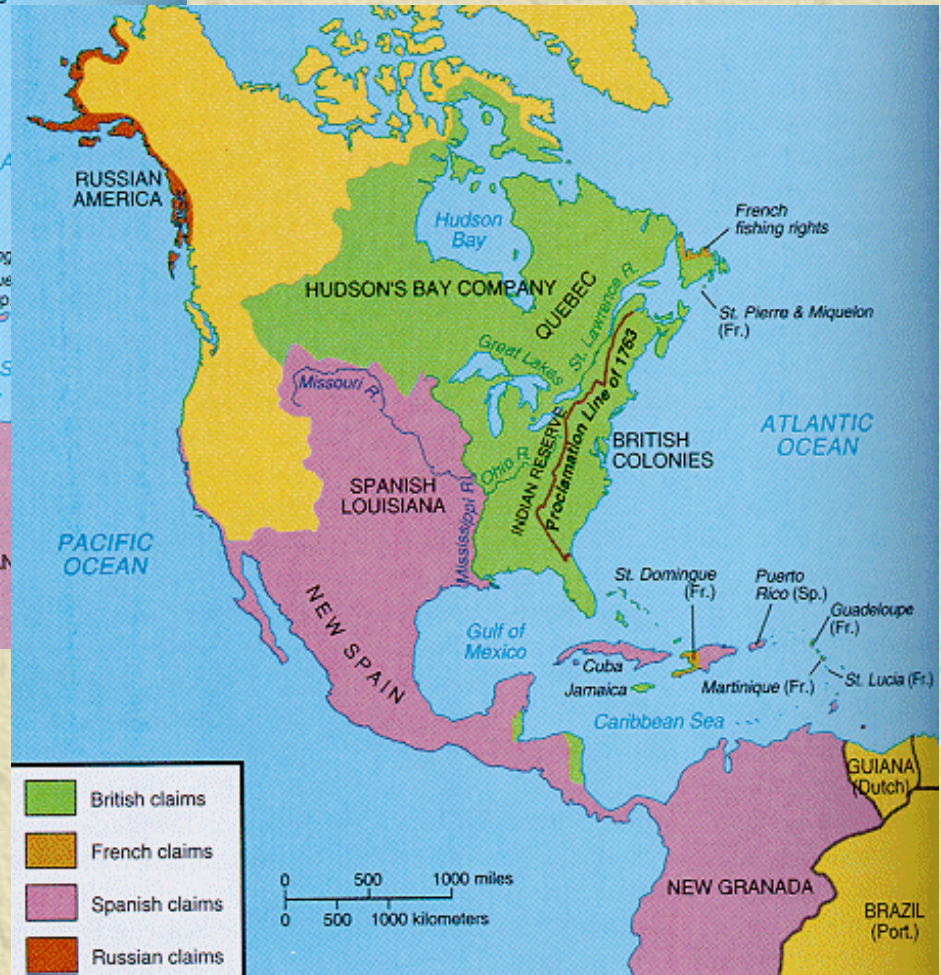 RUSSIAN
AMERICA
Hudson
Bay
French
fishing rights
HUDSON'S BAY COMPANY
QUEBEC
St. Lawrence R.
St. Pierre & Miquelon
(Fr.)
Great Lakes
Missouri R.
Proclamation Line of 1763
INDIAN RESERVE
Ohio R.
BRITISH
COLONIES
ATLANTIC
OCEAN
SPANISH
LOUISIANA
Mississippi R.
PACIFIC
OCEAN
NEW SPAIN
Gulf of
Mexico
St. Domingue
(Fr.)
Puerto
Rico (Sp.)
Guadeloupe
(Fr.)
Cuba
Jamaica
Martinique (Fr.)
St. Lucia (Fr.)
Caribbean Sea
GUIANA
(Dutch)
NEW GRANADA
BRAZIL
(Port.)
British claims
French claims
Spanish claims
Russian claims
0 500 1000 miles
0 500 1000 kilometers